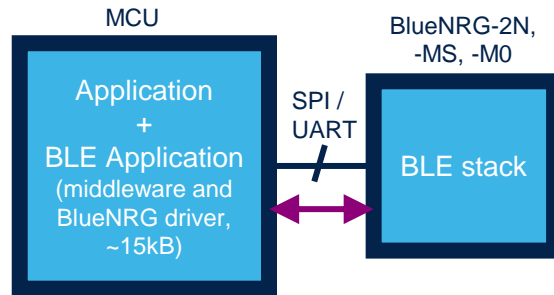 MCU
Application
+
BLE Application
(middleware and
BlueNRG driver,
~15kB)
SPI /
UART
BlueNRG-2N,
-MS, -M0
BLE stack